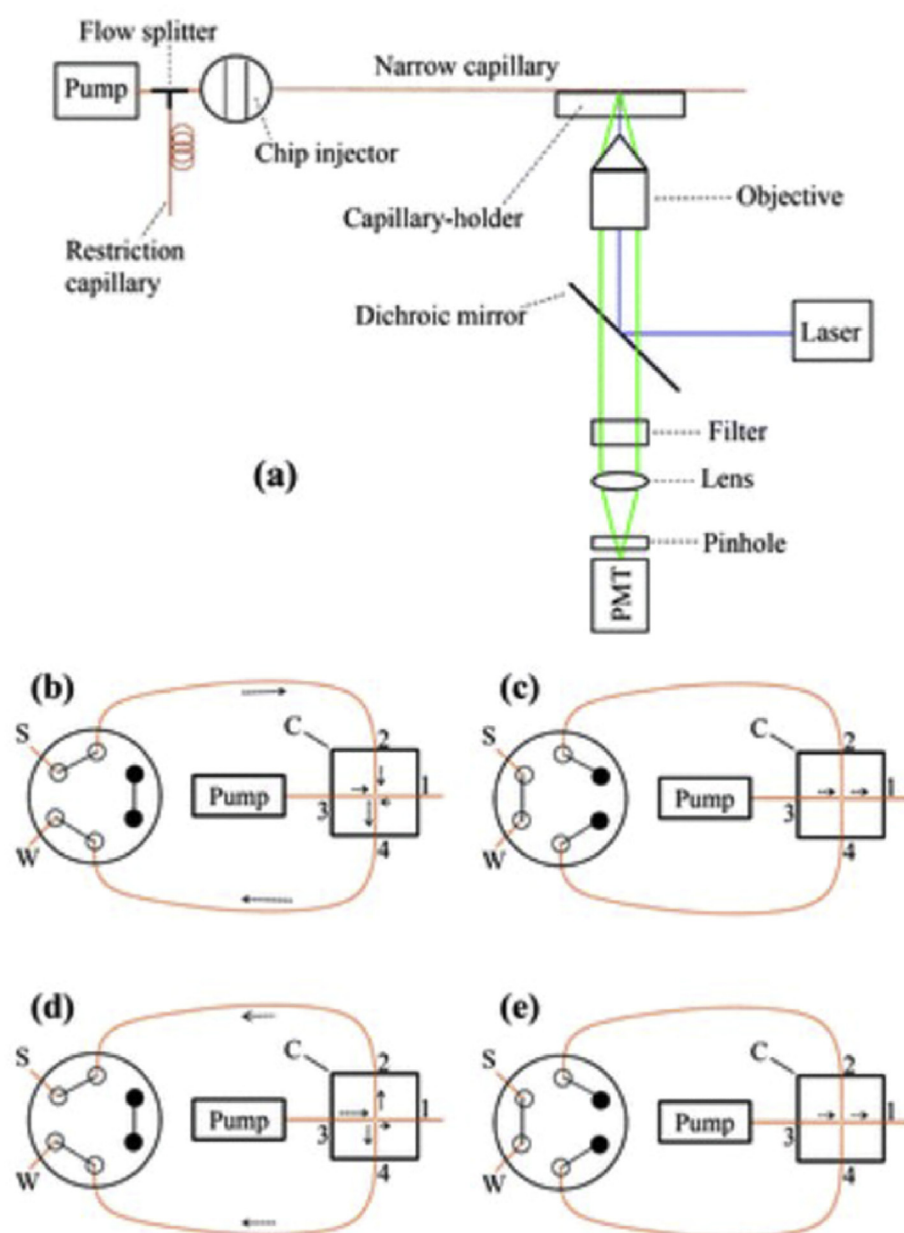 Flow splitter
Pump
Narrow capillary
Chip injector
Capillary-holder
Objective
Restriction
capillary
Dichroic mirror
Laser
Filter
(a)
Lens
Pinhole
PMT
(b)
S
C
2
Pump
1
3
W
4
(c)
S
C
2
Pump
1
3
W
4
(d)
S
C
2
Pump
1
3
W
4
(e)
S
C
2
Pump
1
3
W
4